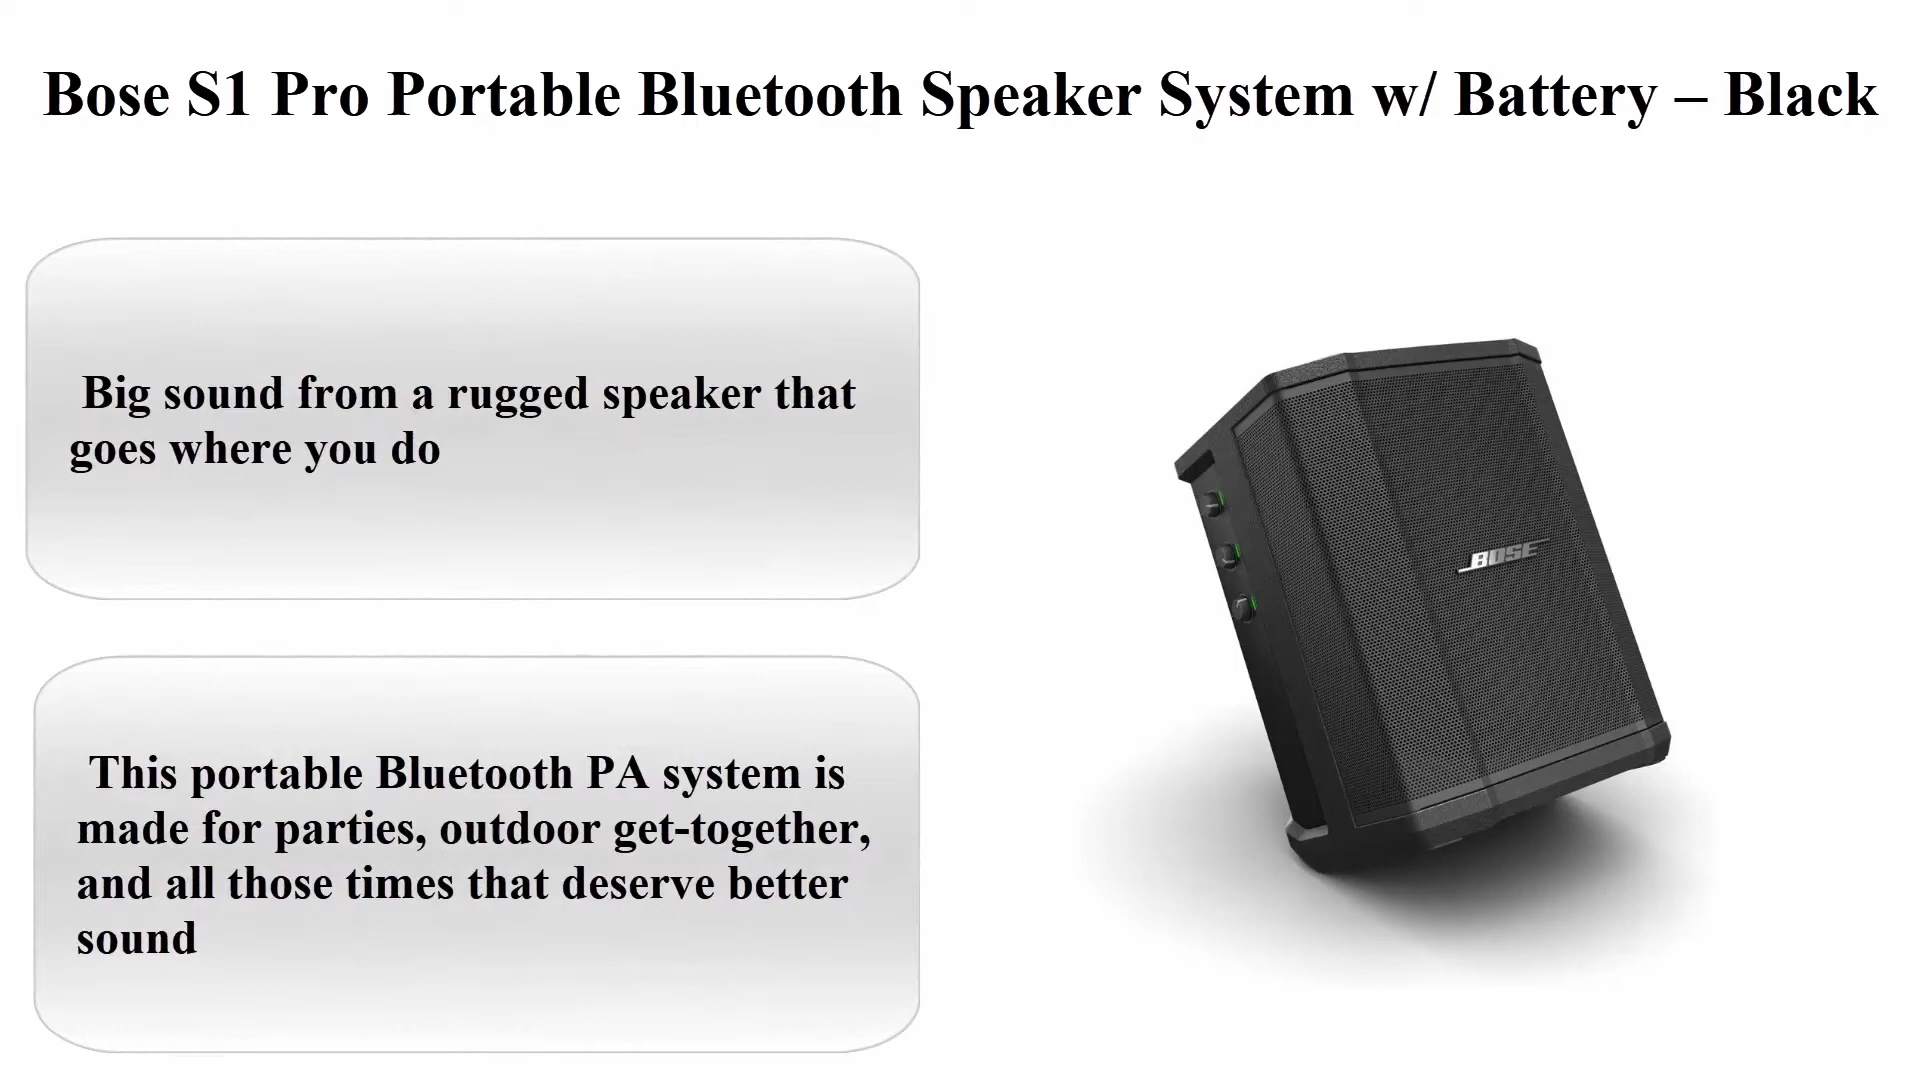 Bose S1 Pro Portable Bluetooth Speaker System w/ Battery – Black
Big sound from a rugged speaker that
goes where you do
This portable Bluetooth PA system is
made for parties, outdoor get-together,
and all those times that deserve better
sound
BOSE